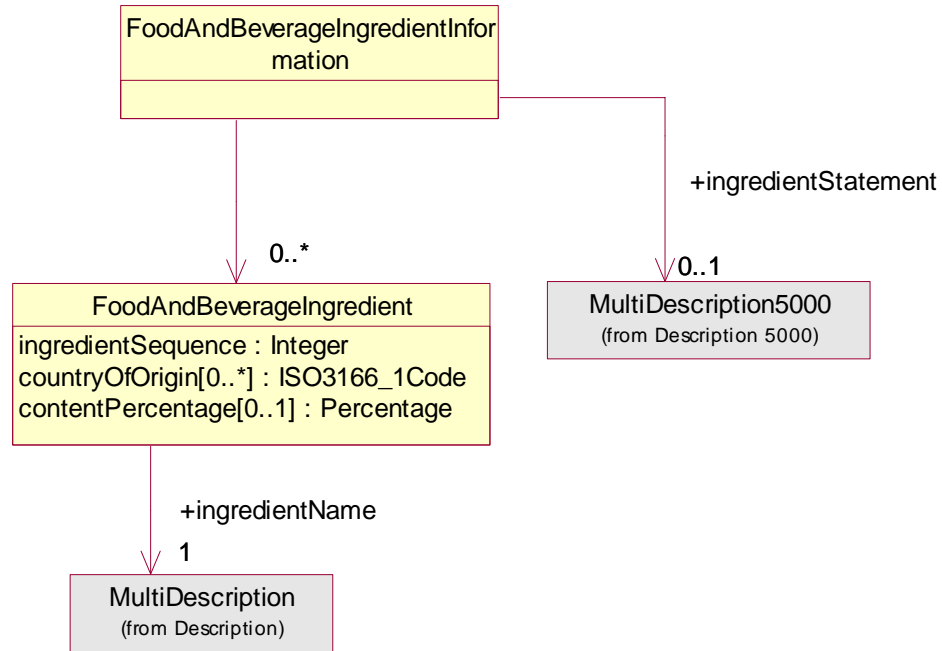 FoodAndBeverageIngredientInfor
mation
+ingredientStatement
0..*
0..1
FoodAndBeverageIngredient
ingredientSequence : Integer
countryOfOrigin[0..*] : ISO3166_1Code
contentPercentage[0..1] : Percentage
MultiDescription5000
(from Description 5000)
+ingredientName
1
MultiDescription
(from Description)